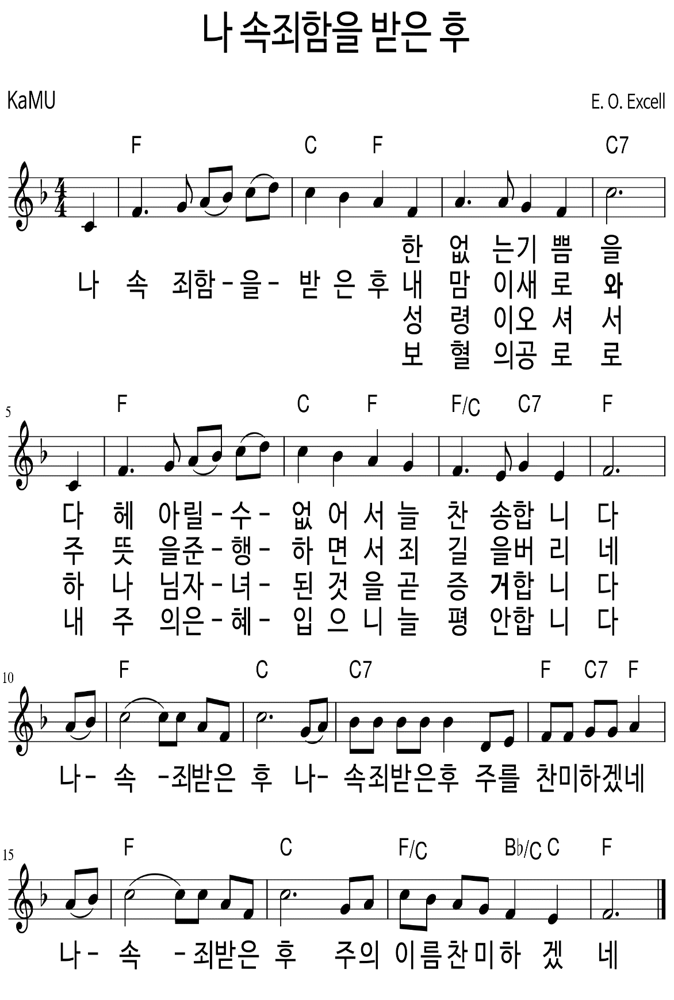 나 속죄함을 받은 후
KaMU
E. O. Excell
F C F C7
한 없 는기 쁨 을
나 속 죄함-을- 받 은 후 내 맘 이새 로 와
성 령 이오 셔 서
보 혈 의공 로 로
5
F C F F/C C7 F
다 헤 아릴-수- 없 어 서 늘 찬 송합 니 다
주 뜻 을준-행- 하 면 서 죄 길 을버 리 네
하 나 님자-녀- 된 것 을 곧 증 거합 니 다
내 주 의은-혜- 입 으 니 늘 평 안합 니 다
10
F C C7 F C7 F
나- 속 -죄받은 후 나- 속죄받은후 주를 찬미하겠네
15
F C F/C B♭/C C F
나- 속 -죄받은 후 주의 이름찬미하 겠 네